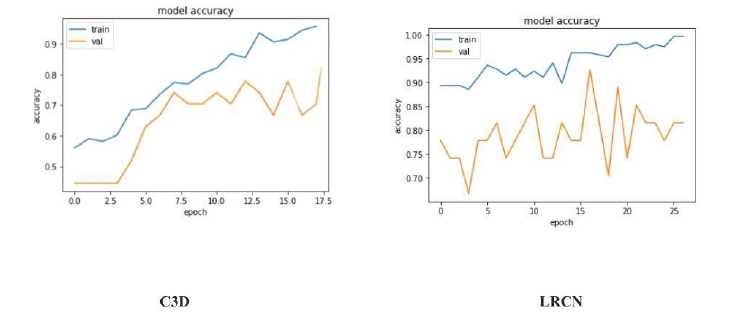 model accuracy
train
val
0.9
0.8
0.7
0.6
0.5
accuracy
0.0 2.5 5.0 7.5 10.0 12.5 15.0 17.5
epoch
C3D
model accuracy
train
val
1.00
0.95
0.90
0.85
0.80
0.75
0.70
accuracy
0 5 10 15 20 25
epoch
LRCN